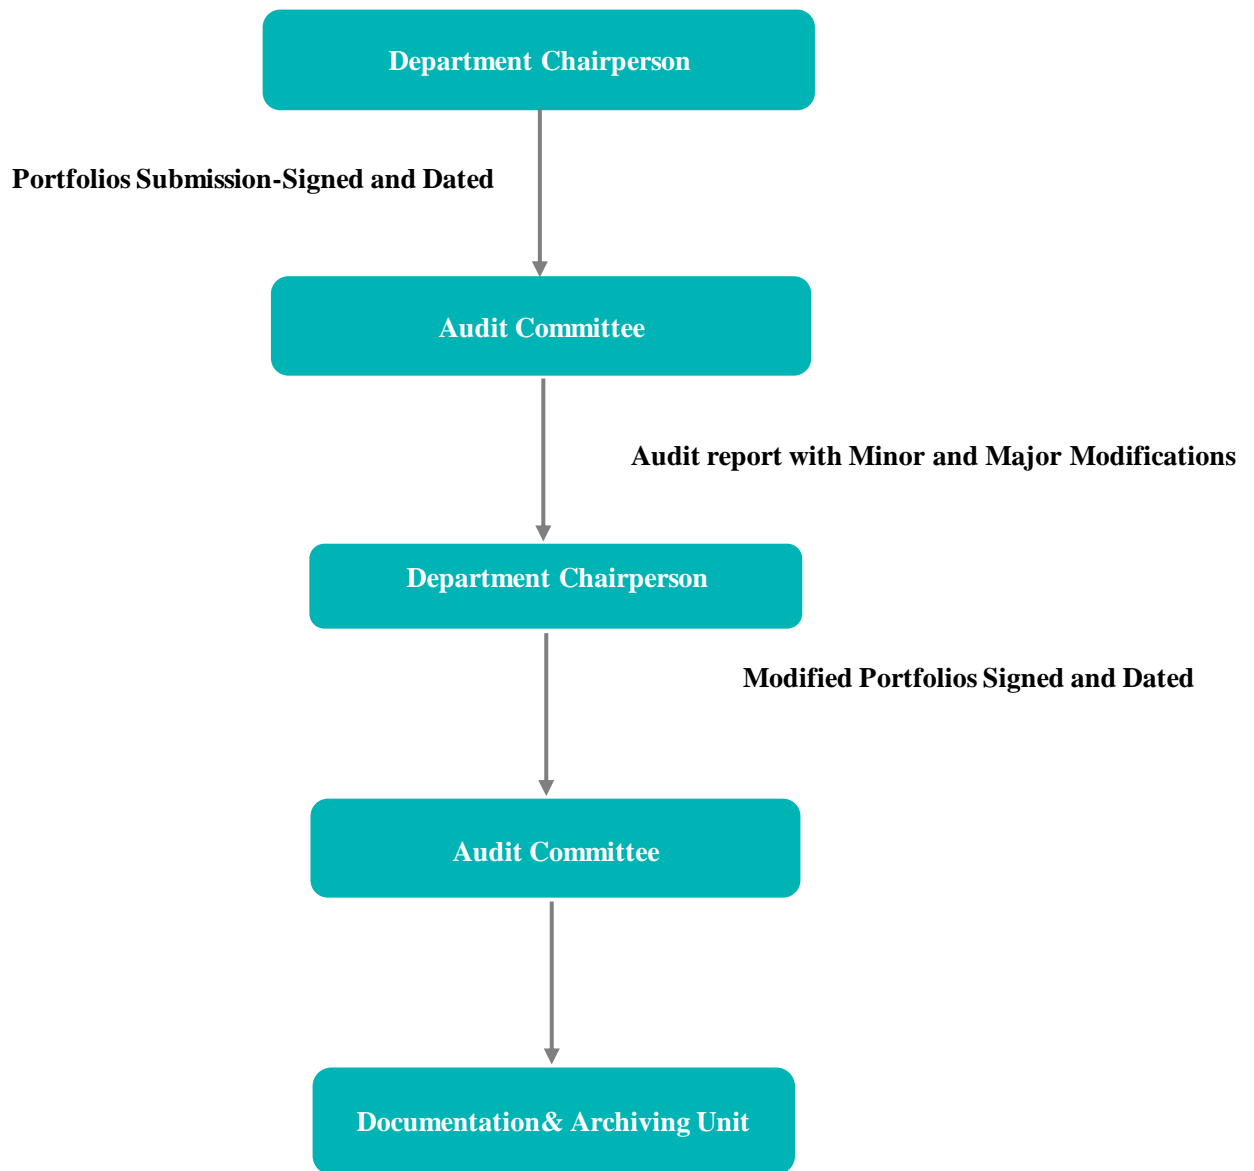 Department Chairperson
Portfolios Submission-Signed and Dated
Audit Committee
Audit report with Minor and Major Modifications
Department Chairperson
Modified Portfolios Signed and Dated
Audit Committee
Documentation& Archiving Unit